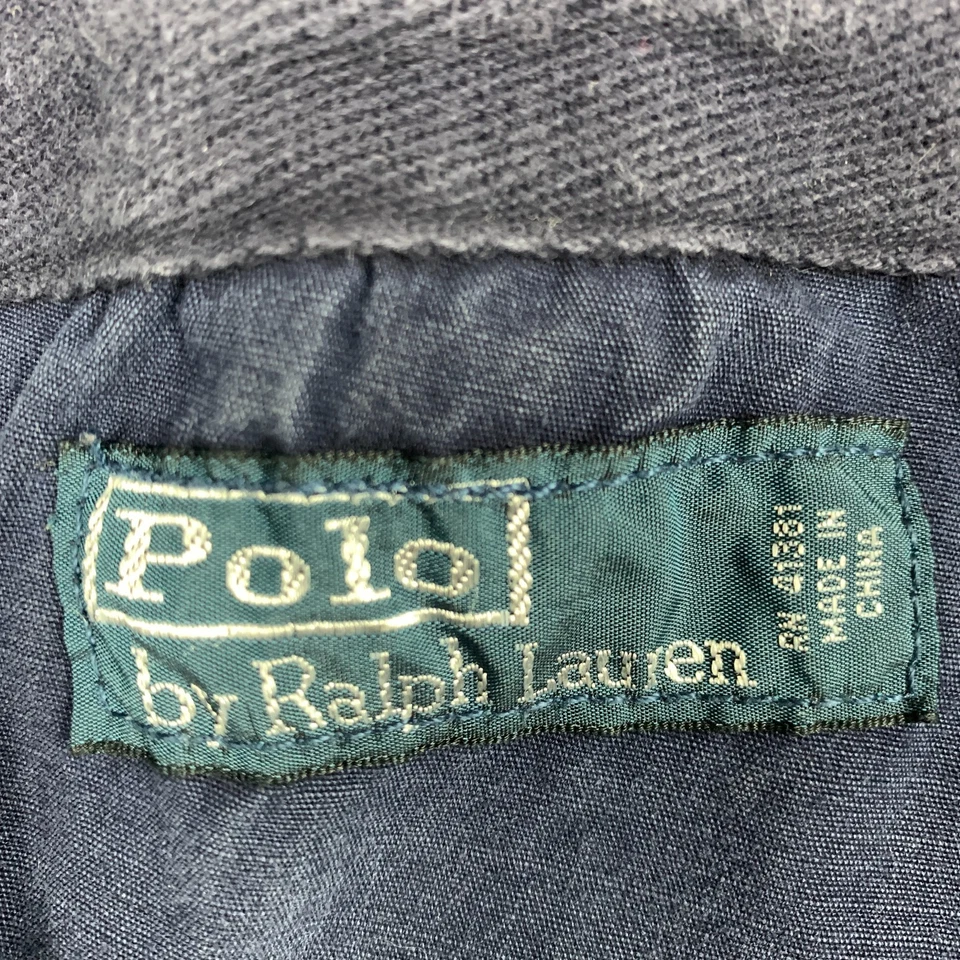 Polo
by Ralph Lauren
RN 41381
MADE IN
CHINA